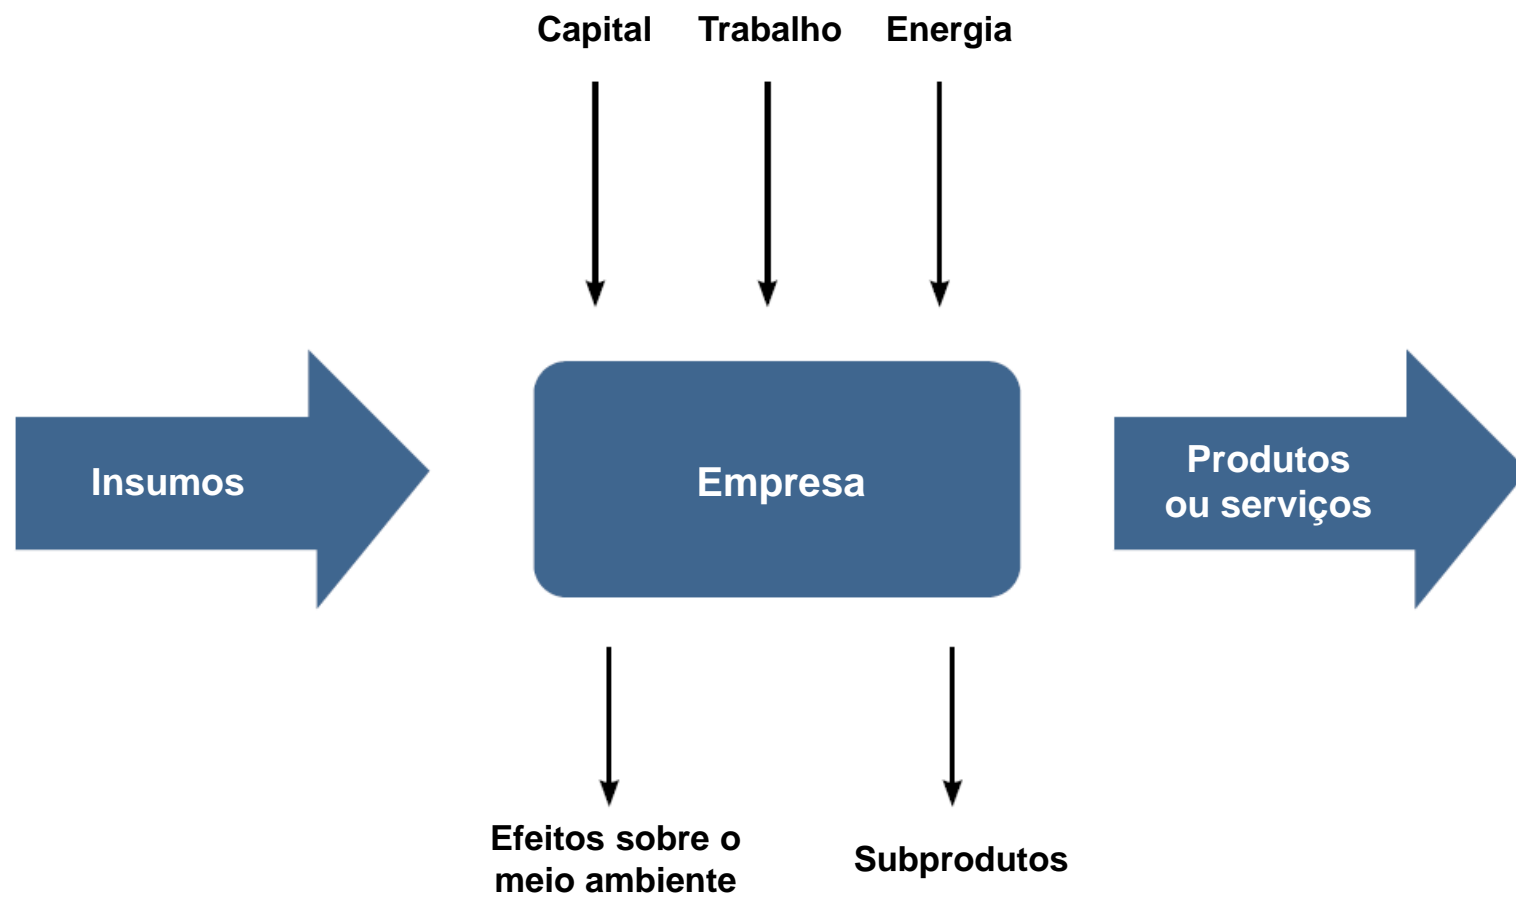 Capital Trabalho Energia
Insumos
Empresa
Produtos
ou serviços
Efeitos sobre o
meio ambiente
Subprodutos